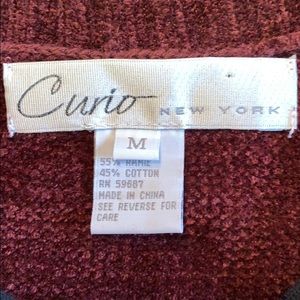 Curio NEW YORK
M
55% RAMIE
45% COTTON
RN 59687
MADE IN CHINA
SEE REVERSE FOR
CARE